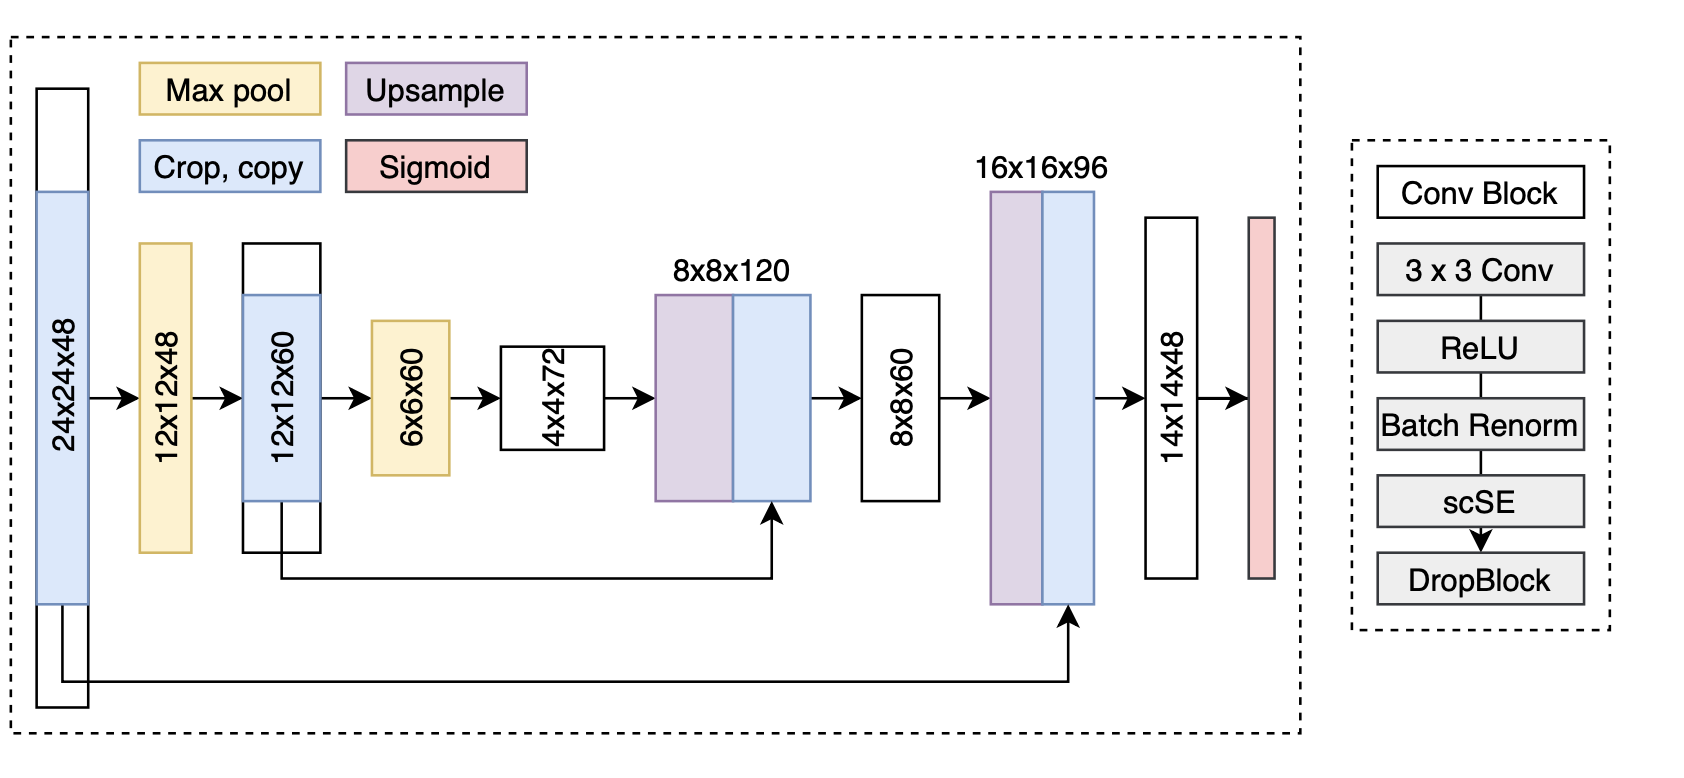 Max pool
Upsample
Crop, copy
Sigmoid
24x24x48
12x12x48
12x12x60
6x6x60
4x4x72
8x8x120
8x8x60
16x16x96
14x14x48
Conv Block
3 x 3 Conv
ReLU
Batch Renorm
scSE
DropBlock